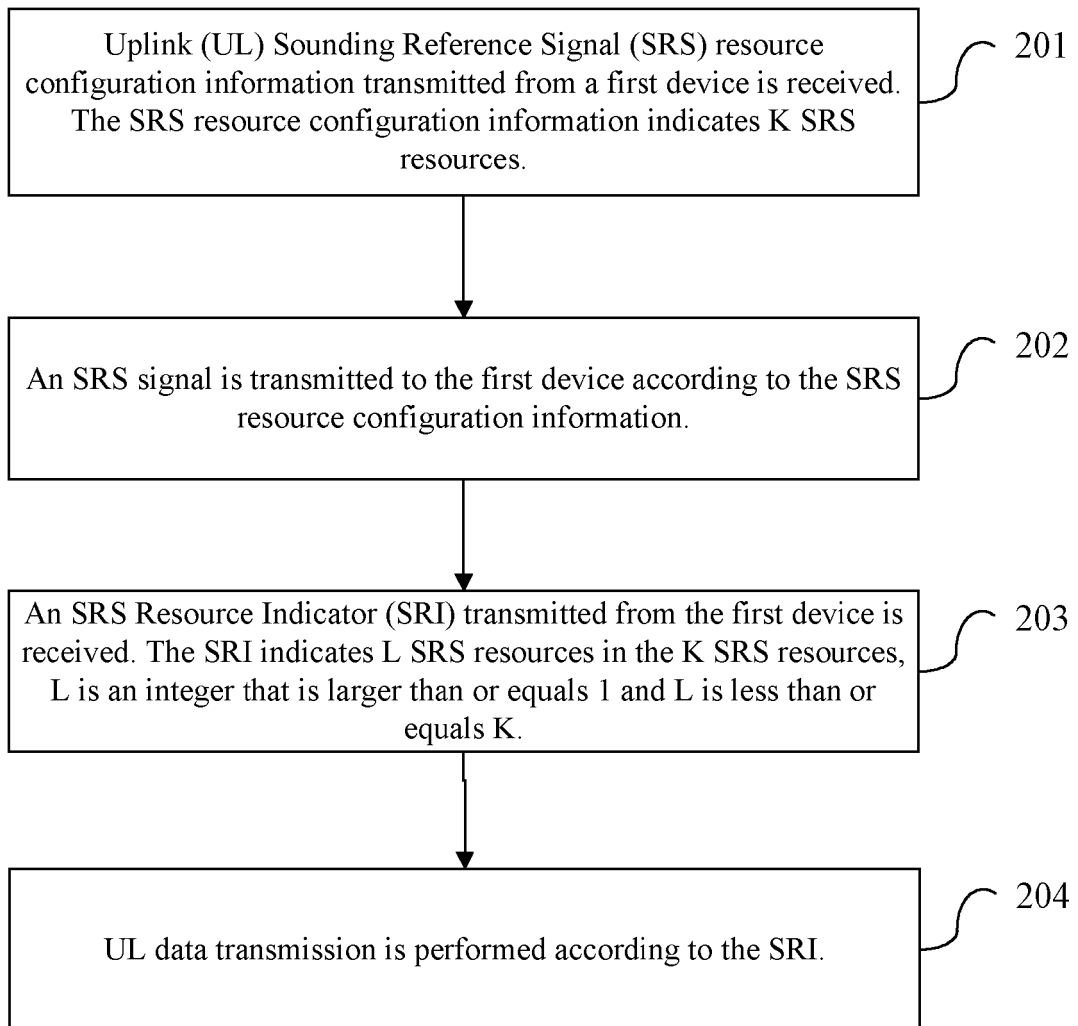 Uplink (UL) Sounding Reference Signal (SRS) resource
configuration information transmitted from a first device is received.
The SRS resource configuration information indicates K SRS
resources.
201
An SRS signal is transmitted to the first device according to the SRS
resource configuration information.
202
An SRS Resource Indicator (SRI) transmitted from the first device is
received. The SRI indicates L SRS resources in the K SRS resources,
L is an integer that is larger than or equals 1 and L is less than or
equals K.
203
UL data transmission is performed according to the SRI.
204